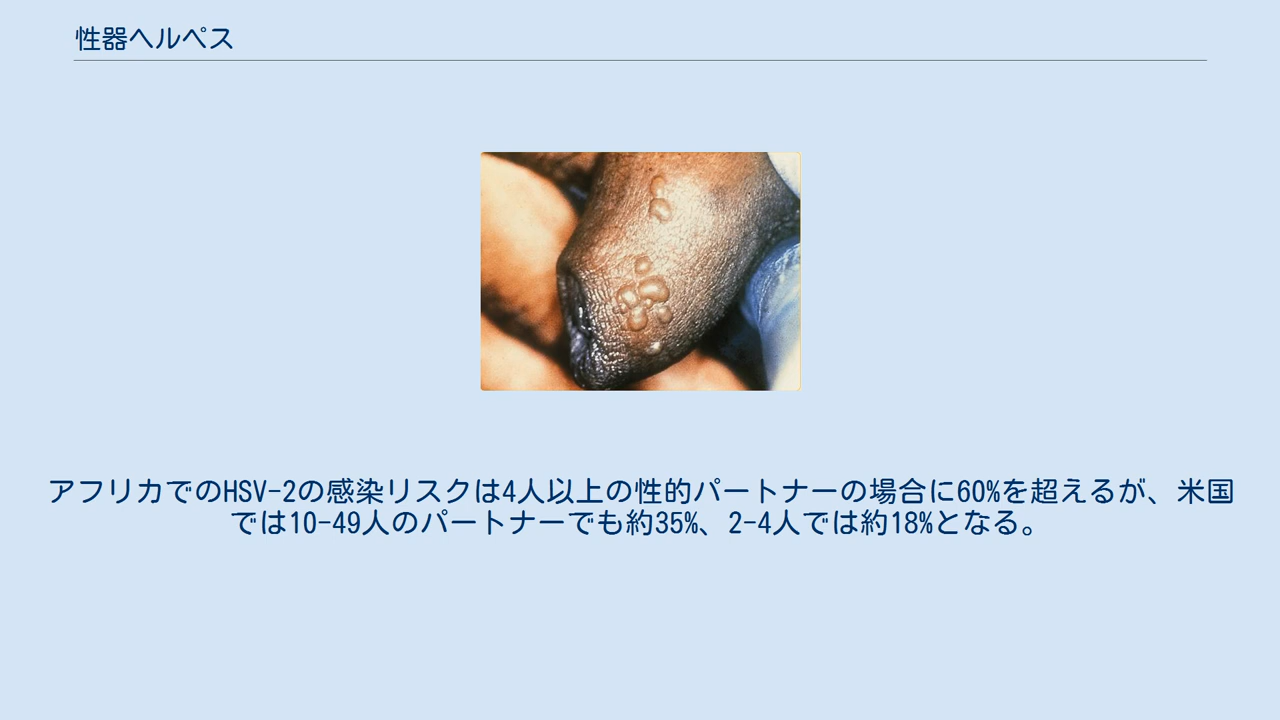 性器ヘルペス
アフリカでのHSV-2の感染リスクは4人以上の性的パートナーの場合に60%を超えるが、米国
では10-49人のパートナーでも約35%、2-4人では約18%となる。